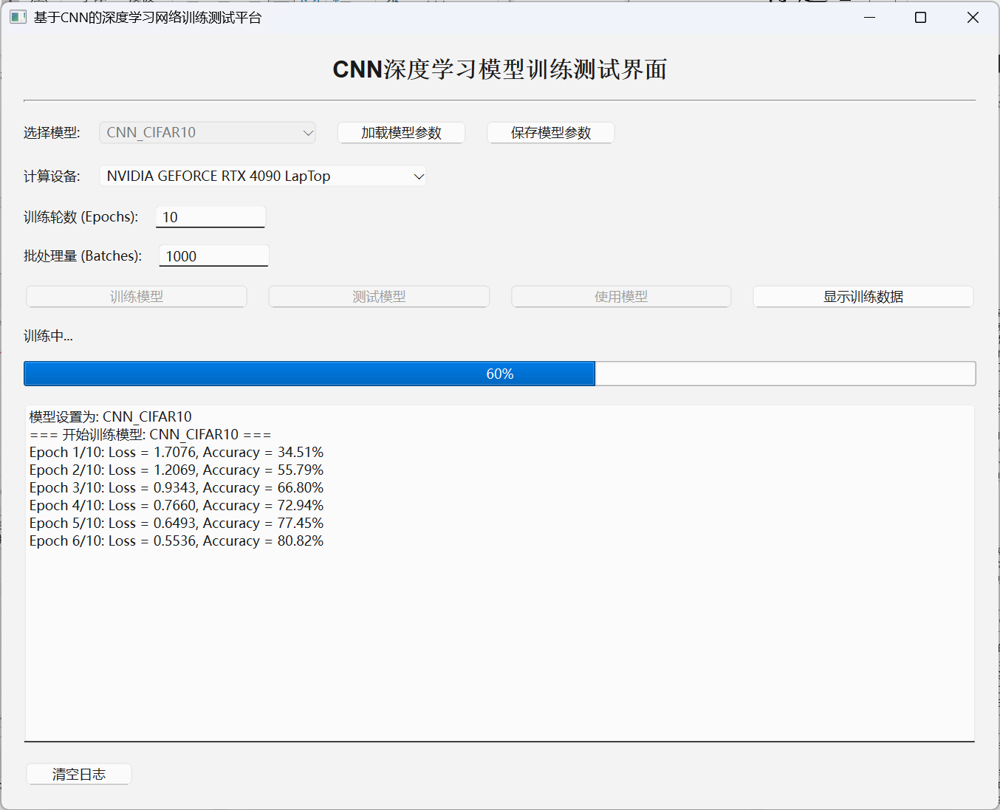 基于CNN的深度学习网络训练测试平台
CNN深度学习模型训练测试界面
选择模型: CNN_CIFAR10 加载模型参数 保存模型参数
计算设备: NVIDIA GEFORCE RTX 4090 LapTop
训练轮数 (Epochs): 10
批处理量 (Batches): 1000
训练模型 测试模型 使用模型 显示训练数据
训练中...
60%
模型设置为: CNN_CIFAR10
=== 开始训练模型: CNN_CIFAR10 ===
Epoch 1/10: Loss = 1.7076, Accuracy = 34.51%
Epoch 2/10: Loss = 1.2069, Accuracy = 55.79%
Epoch 3/10: Loss = 0.9343, Accuracy = 66.80%
Epoch 4/10: Loss = 0.7660, Accuracy = 72.94%
Epoch 5/10: Loss = 0.6493, Accuracy = 77.45%
Epoch 6/10: Loss = 0.5536, Accuracy = 80.82%
清空日志